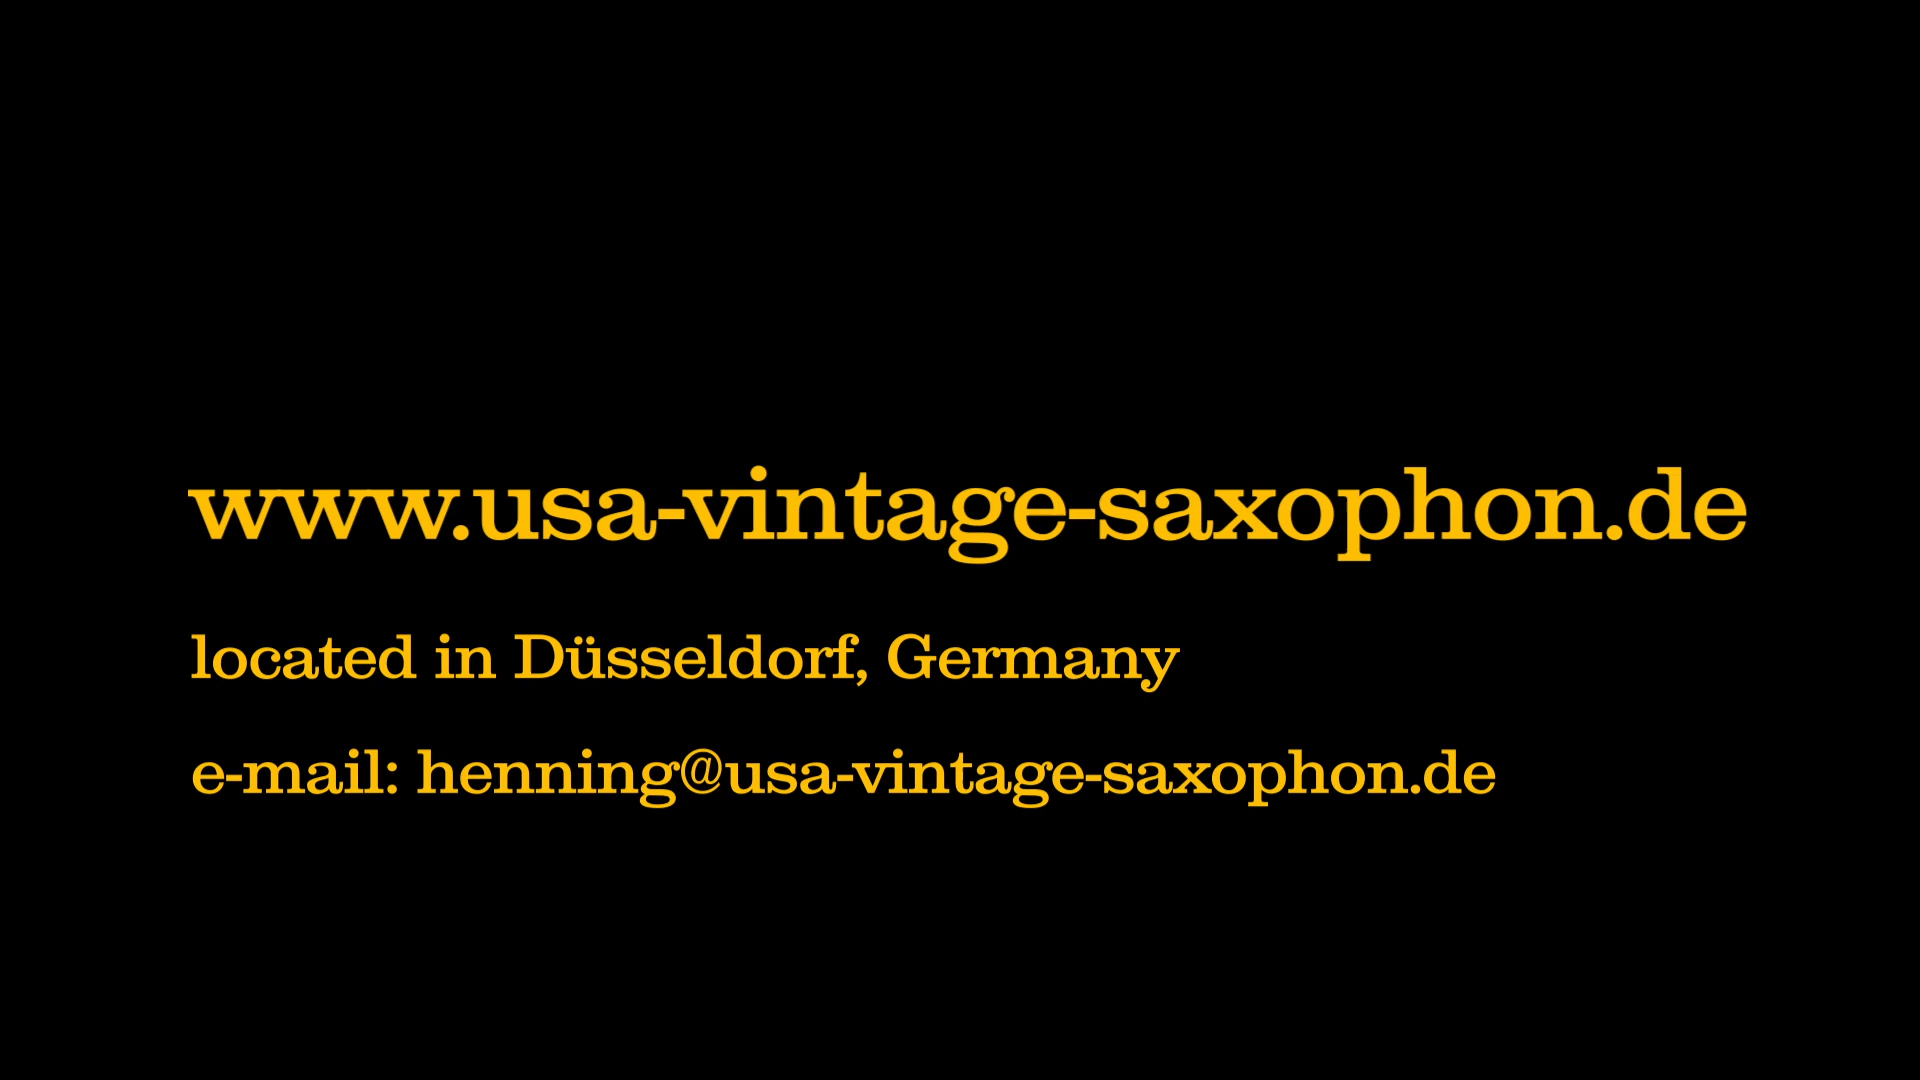 www.usa-vintage-saxophon.de
located in Düsseldorf, Germany
e-mail: henning@usa-vintage-saxophon.de